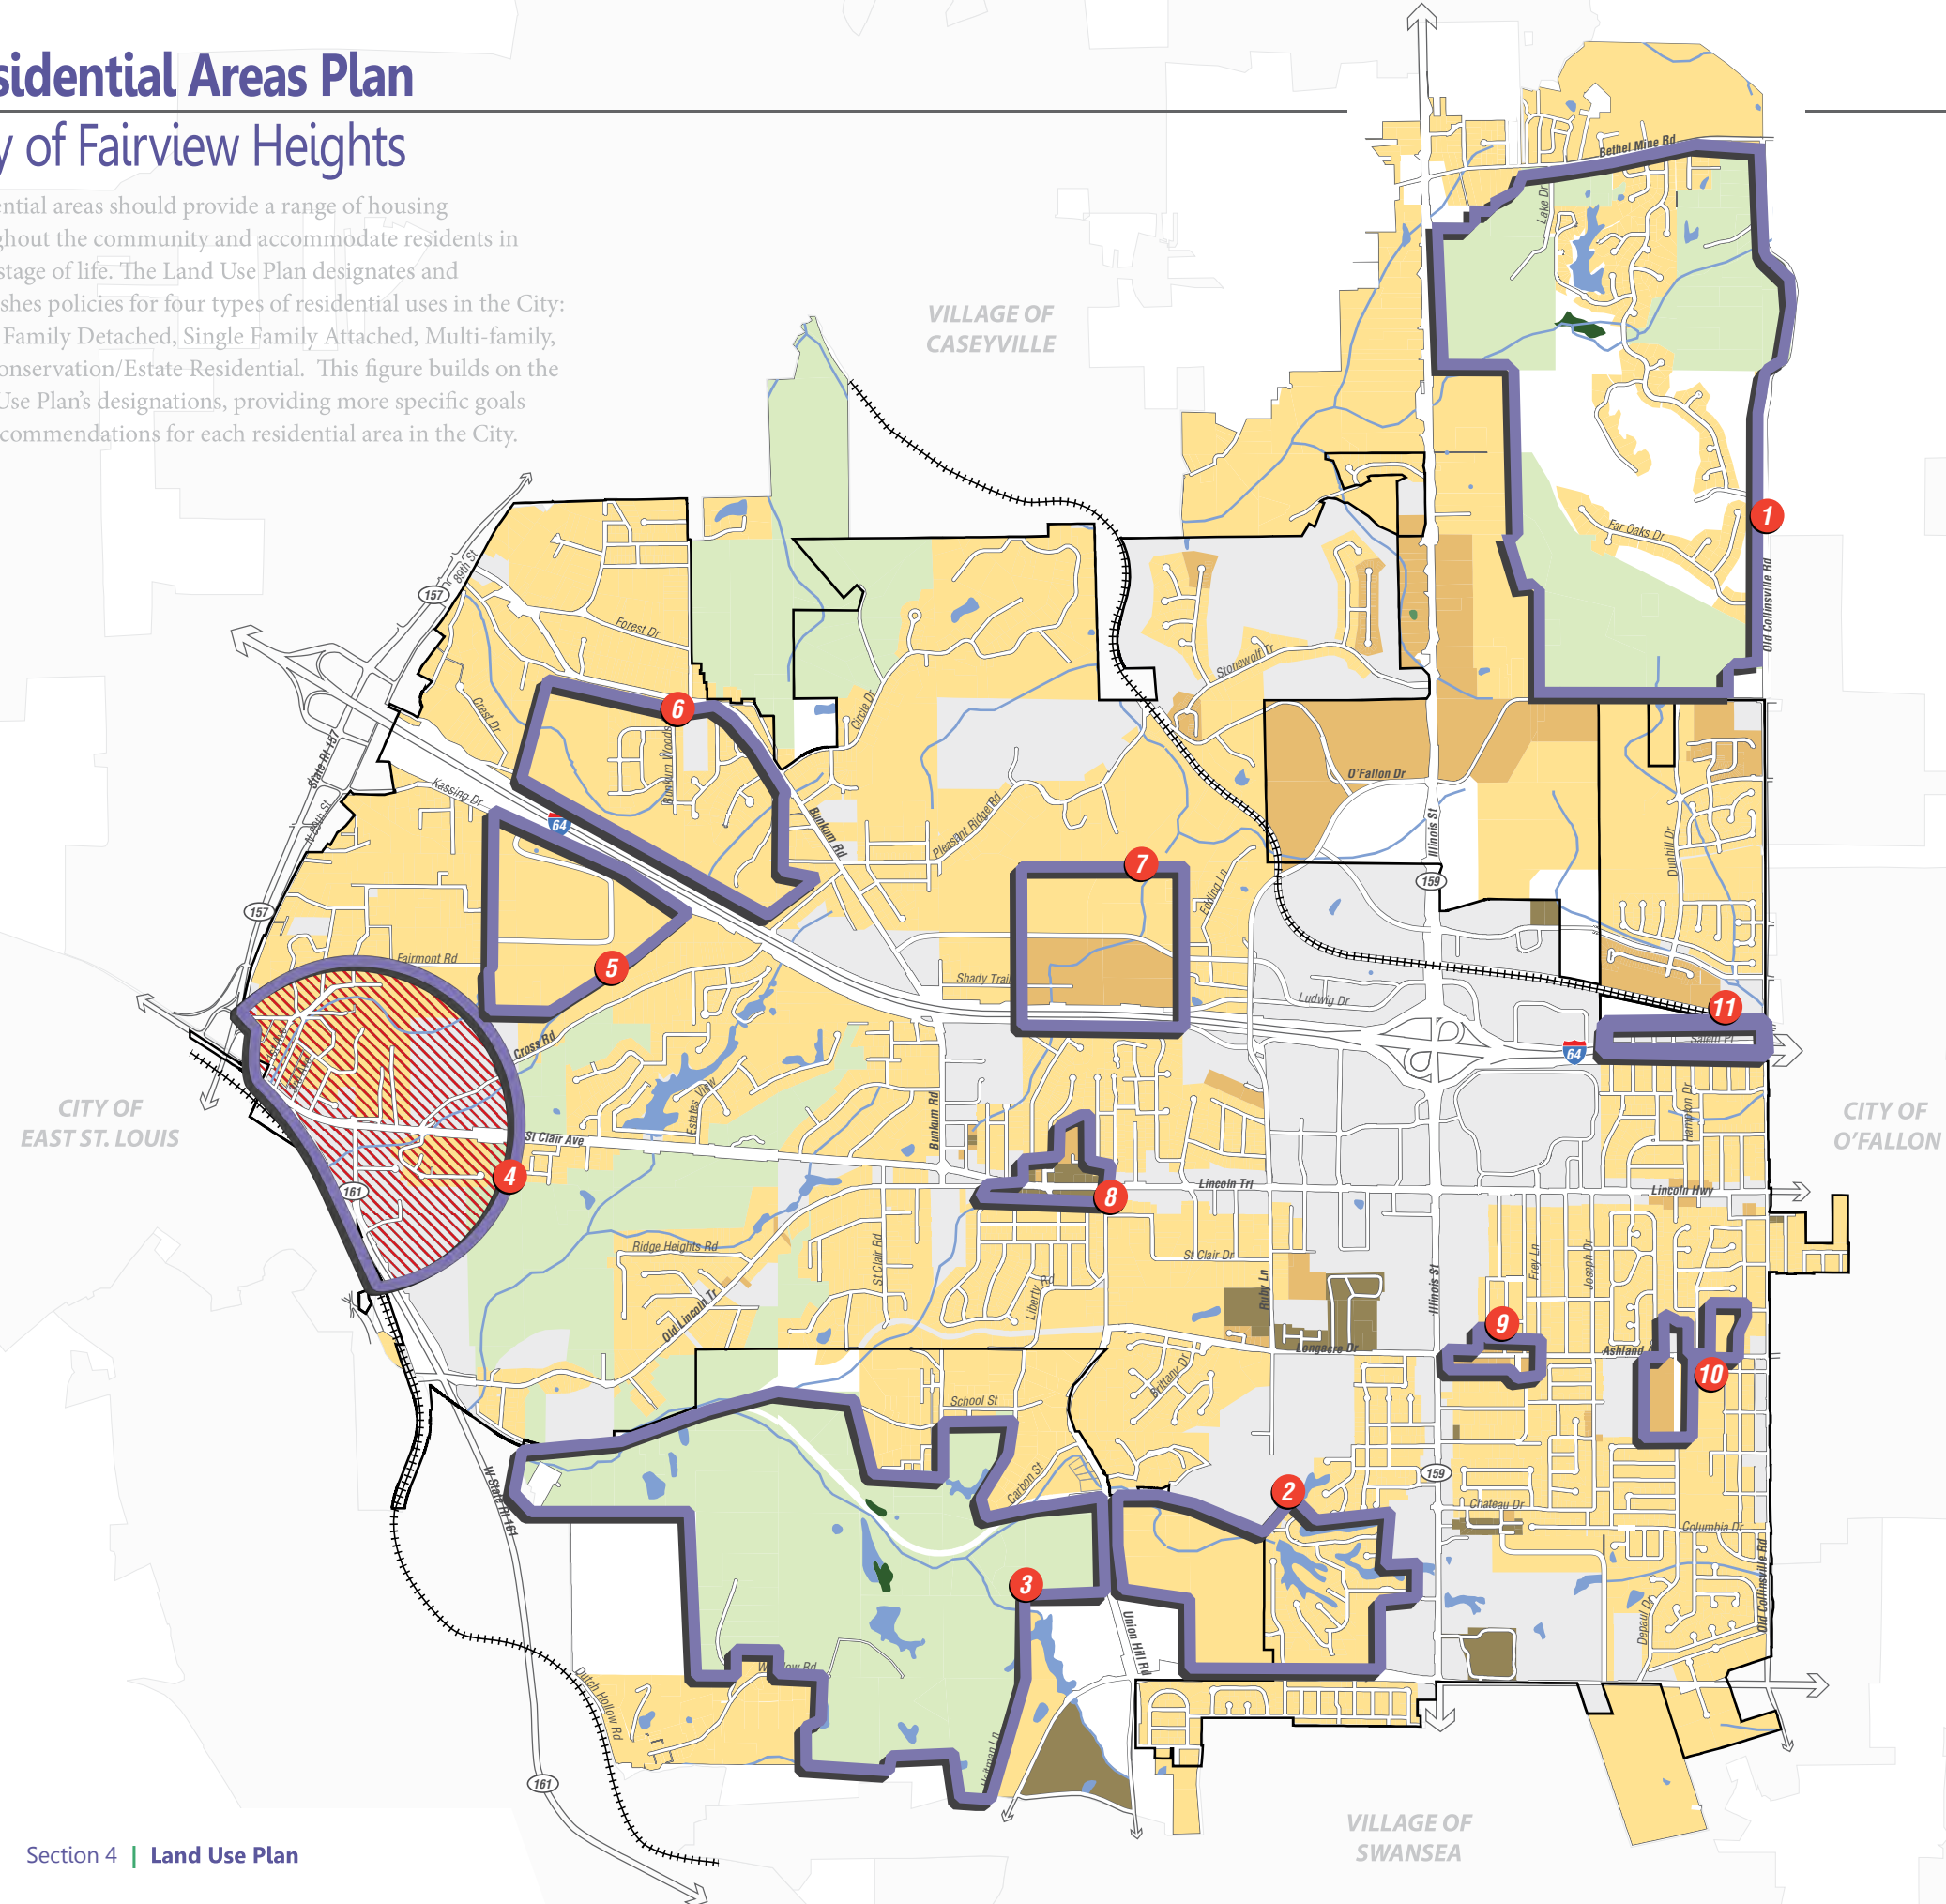 sidential Areas Plan
y of Fairview Heights
ential areas should provide a range of housing
ghout the community and accommodate residents in
stage of life. The Land Use Plan designates and
shes policies for four types of residential uses in the City:
Family Detached, Single Family Attached, Multi-family,
onservation/Estate Residential. This figure builds on the
Use Plan's designations, providing more specific goals
commendations for each residential area in the City.
VILLAGE OF
CASEYVILLE
Bethel Mine Rd
Lake Dr
1
Far Oaks Dr
Old Collinsville Rd
89th St
157
Forest Dr
Stonewolf Tr
Crest Dr
6
Circle Dr
State Rt 157
Bunkum Woods
Kassing Dr
O'Fallon Dr
N 89th St
64
Bunkum Rd
Pleasant Ridge Rd
Illinois St
Dunhill Dr
7
159
157
Fairmont Rd
5
Shady Trail
Ludwig Dr
11
Salem Pl
64
Cross Rd
CITY OF
EAST ST. LOUIS
Estates View
Bunkum Rd
Hampton Dr
CITY OF
O'FALLON
St Clair Ave
4
161
8
Lincoln Trl
Lincoln Hwy
Ridge Heights Rd
St Clair Rd
St Clair Dr
Frey Ln
Joseph Dr
Liberty Rd
Ruby Ln
Illinois St
Old Lincoln Tr
9
Longacre Dr
Ashland
10
Brittany Dr
School St
W State Rt 161
Carbon St
159
2
Chateau Dr
Columbia Dr
3
Old Collinsville Rd
Union Hill Rd
Depaul Dr
Dutch Hollow Rd
161
VILLAGE OF
SWANSEA
Section 4 | Land Use Plan